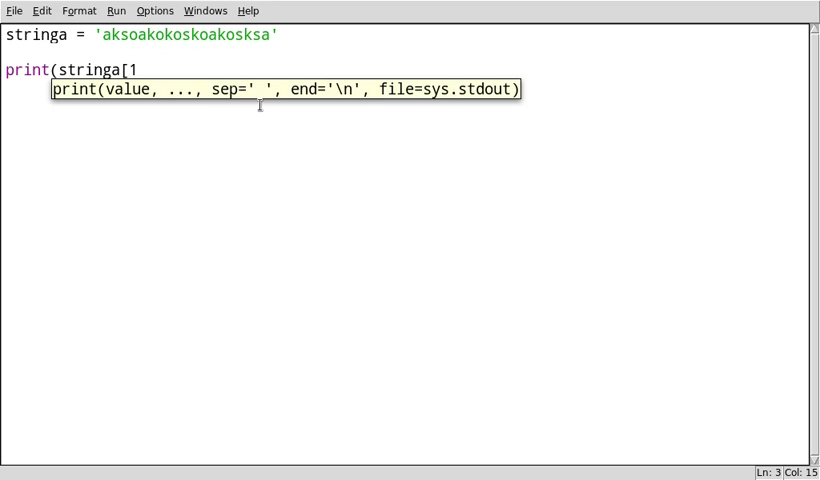 File Edit Format Run Options Windows Help
stringa = 'aksoakokoskoakosksa'
print(stringa[1
print(value, ..., sep=' ', end='\n', file=sys.stdout)
Ln: 3 Col: 15